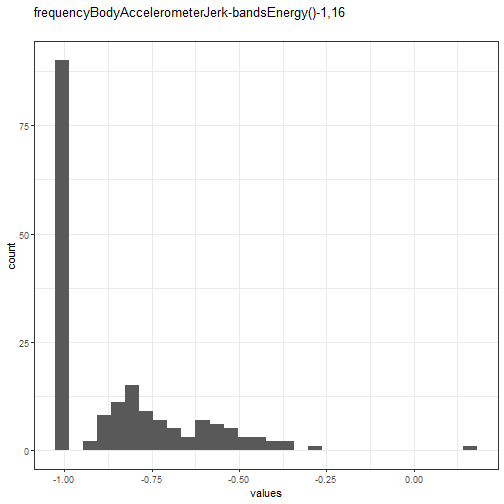 frequencyBodyAccelerometerJerk-bandsEnergy()-1,16
75
50
25
0
count
-1.00 -0.75 -0.50 -0.25 0.00
values